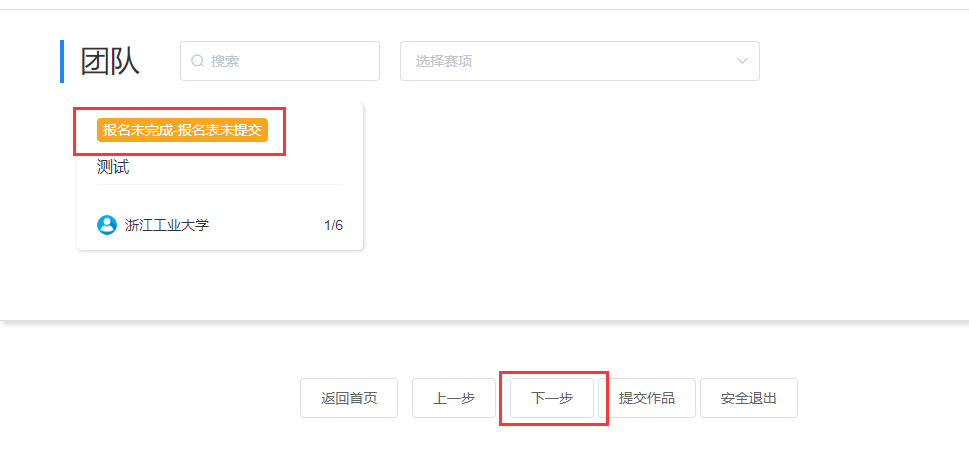 团队 搜索 选择赛项
报名未完成-报名表未提交
测试
浙江工业大学 1/6
返回首页 上一步 下一步 提交作品 安全退出